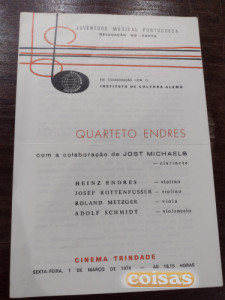 JUVENTUDE MUSICAL PORTUGUESA
DELEGAÇÃO DO PORTO
EM COLABORAÇÃO COM O
INSTITUTO DE CULTURA ALEMÃ
QUARTETO ENDRES
com a colaboração de JOST MICHAELS
— clarinete
HEINZ ENDRES — violino
JOSEF ROTTENFUSSER — violino
ROLAND METZGER — viola
ADOLF SCHMIDT — violoncelo
CINEMA TRINDADE
SEXTA-FEIRA, 1 DE MARÇO DE — ÀS 18,15 HORAS
coisas